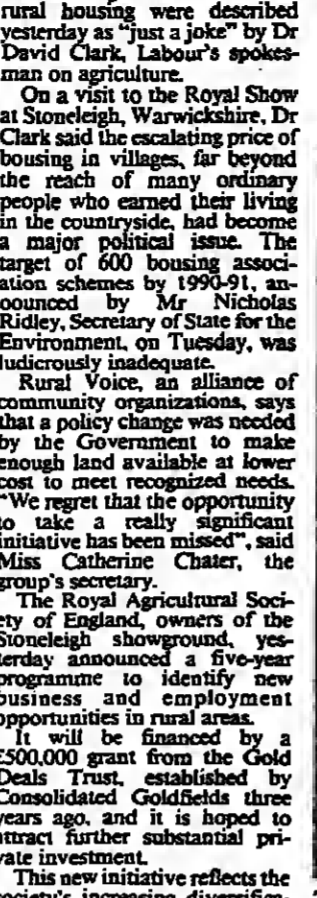 rural housing were described
yesterday as "just a joke" by Dr
David Clark, Labour's spokes-
man on agriculture.
On a visit to the Royal Show
at Stoneleigh, Warwickshire, Dr
Clark said the escalating price of
housing in villages, far beyond
the reach of many ordinary
people who earned their living
in the countryside, had become
a major political issue. The
target of 600 housing associ-
ation schemes by 1990-91, an-
nounced by Mr Nicholas
Ridley, Secretary of State for the
Environment, on Tuesday, was
ludicrously inadequate.
Rural Voice, an alliance of
community organizations, says
that a policy change was needed
by the Government to make
enough land available at lower
cost to meet recognized needs.
"We regret that the opportunity
to take a really significant
initiative has been missed", said
Miss Catherine Chater, the
group's secretary.
The Royal Agricultural Soci-
ety of England, owners of the
Stoneleigh showground, yes-
terday announced a five-year
programme to identify new
business and employment
opportunities in rural areas.
It will be financed by a
£500,000 grant from the Gold
Deals Trust, established by
Consolidated Goldfields three
years ago, and it is hoped to
attract further substantial pri-
vate investment.
This new initiative reflects the
society's increasing diversifica-